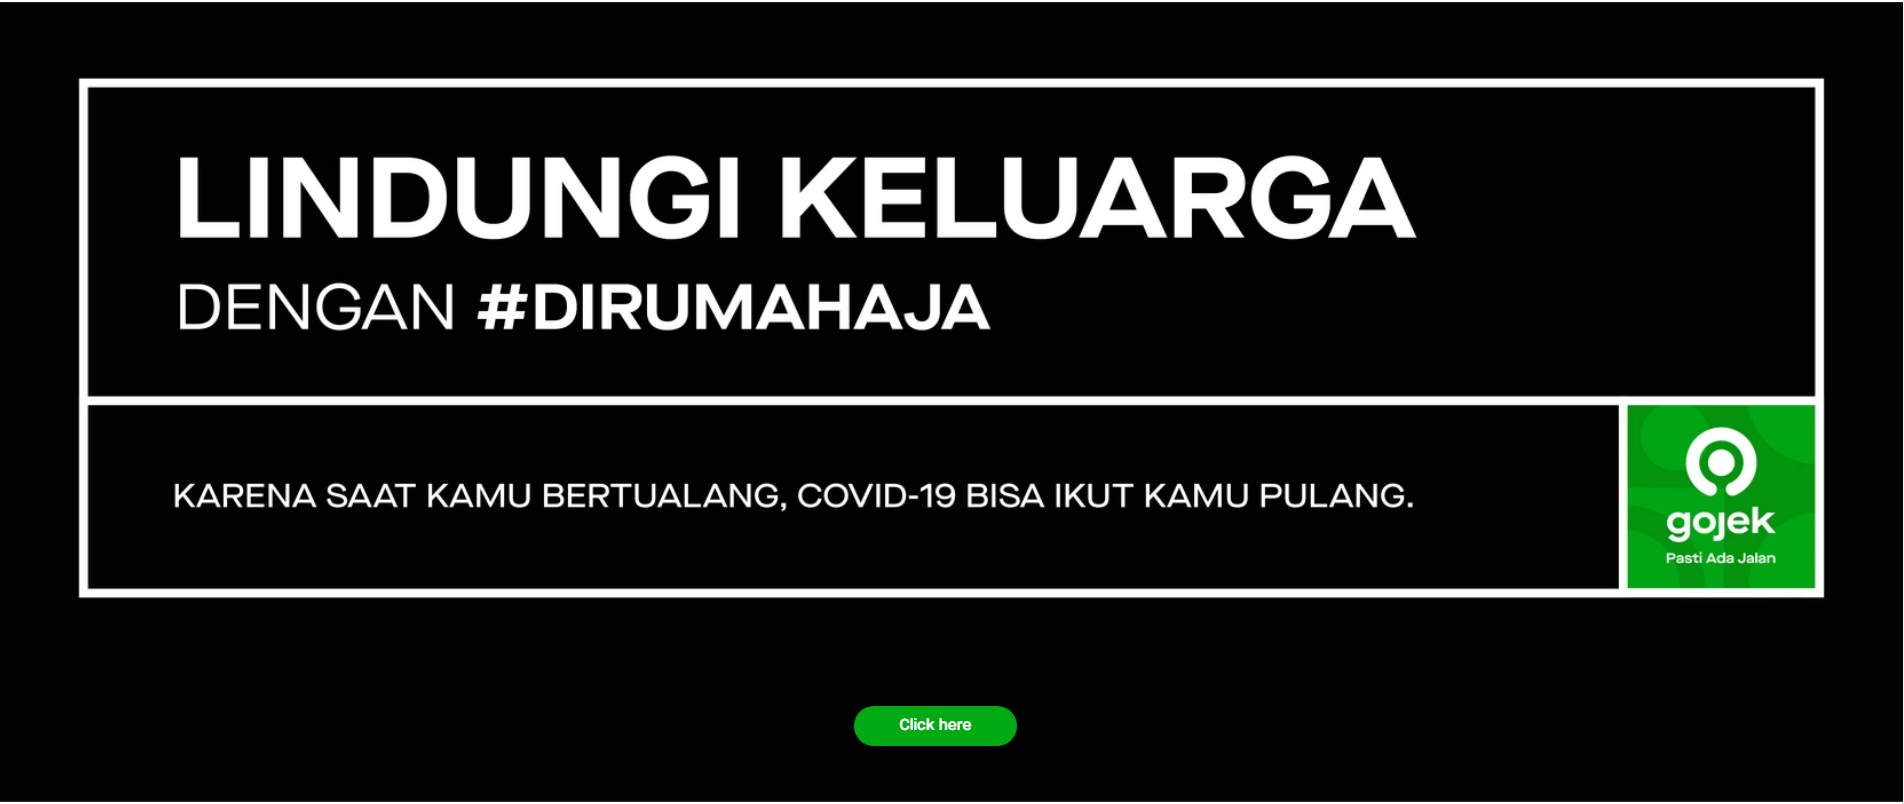 LINDUNGI KELUARGA
DENGAN #DIRUMAHAJA
KARENA SAAT KAMU BERTUALANG, COVID-19 BISA IKUT KAMU PULANG.
gojek
Pasti Ada Jalan
Click here